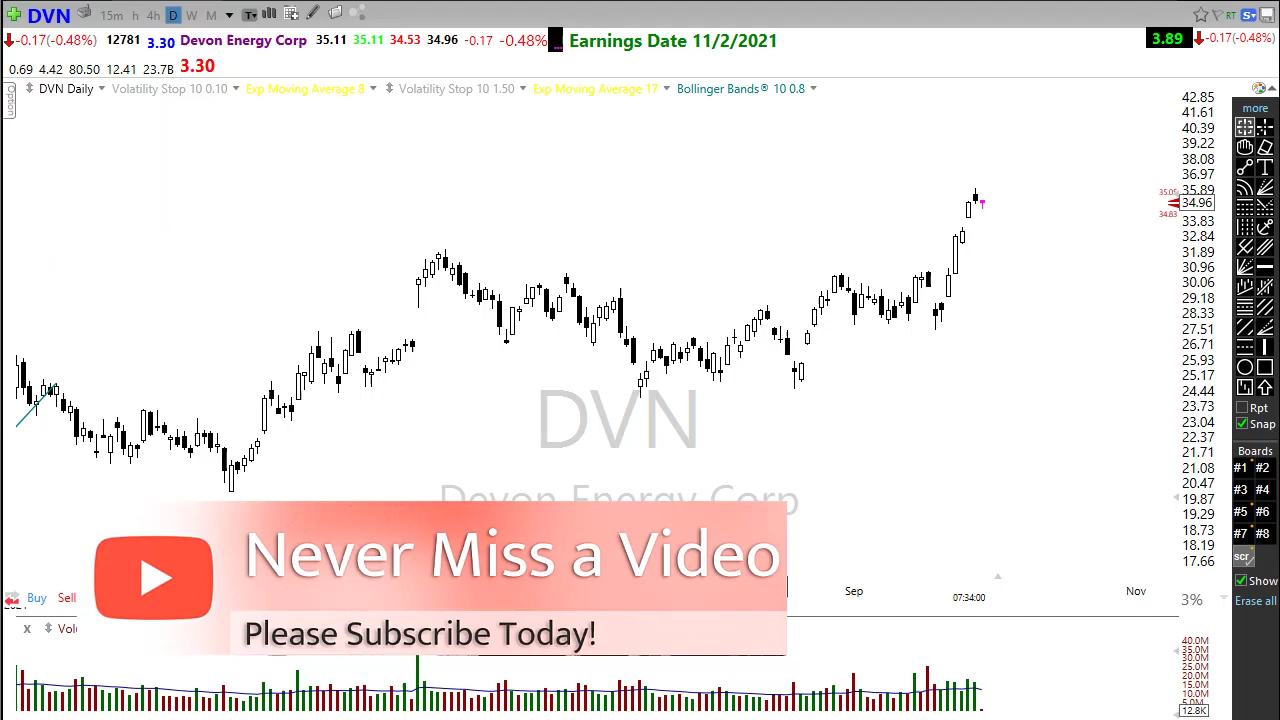 DVN 15m h 4h D W M T S RT
-0.17(-0.48%) 12781 3.30 Devon Energy Corp 35.11 35.11 34.53 34.96 -0.17 -0.48% Earnings Date 11/2/2021 3.89 -0.17(-0.48%)
0.69 4.42 80.50 12.41 23.7B 3.30
Option
DVN Daily Volatility Stop 10 0.10 Exp Moving Average 8 Volatility Stop 10 1.50 Exp Moving Average 17 Bollinger Bands® 10 0.8
42.85
41.61
40.39
39.22
38.08
36.97
35.89
35.05
34.96
34.83
33.83
32.84
31.89
30.96
30.06
29.18
28.33
27.51
26.71
25.93
25.17
24.44
23.73
23.04
22.37
21.71
21.08
20.47
19.87
19.29
18.73
18.19
17.66
more
Rpt
Snap
Boards
#1 #2
#3 #4
#5 #6
#7 #8
scr
Show
Erase all
DVN
Devon Energy Corp
Never Miss a Video
Please Subscribe Today!
Buy Sell
Sep
07:34:00
Nov
3%
x Vol
40.0M
35.0M
30.0M
25.0M
20.0M
15.0M
10.0M
5.0M
12.8K